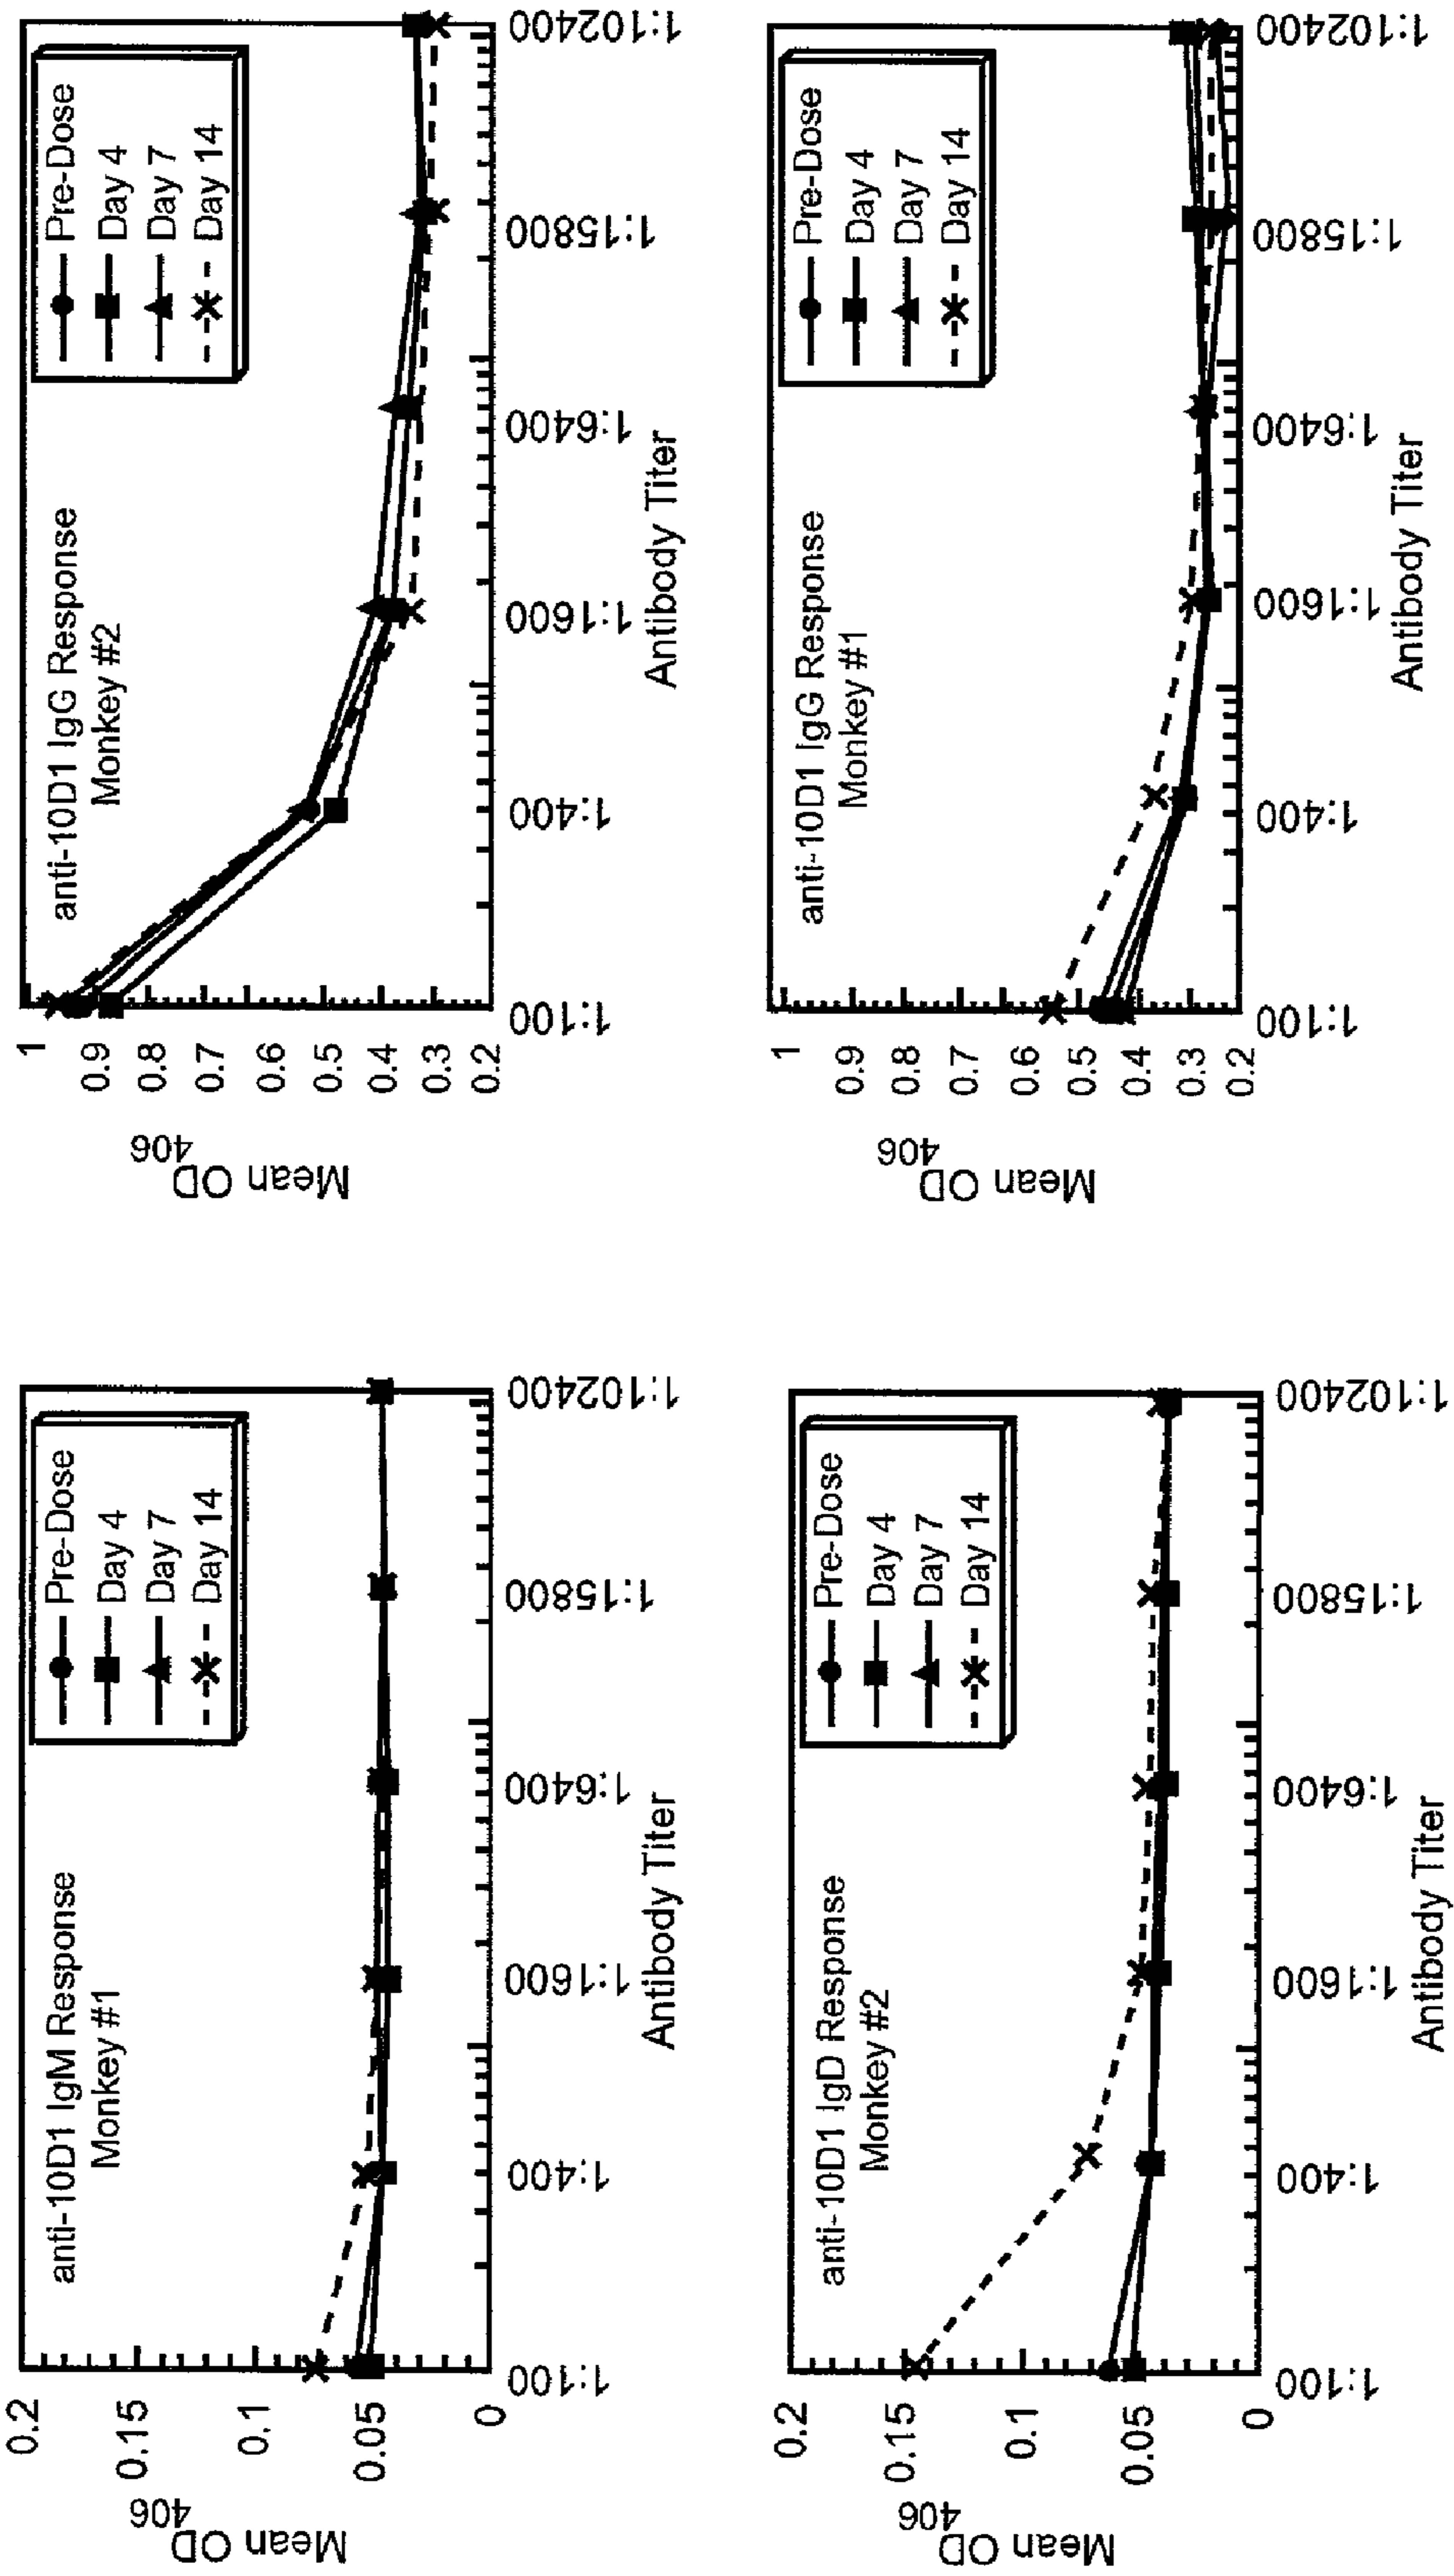 anti-10D1 IgM Response
Monkey #1
Pre-Dose
Day 4
Day 7
Day 14
0.2
0.15
0.1
0.05
0
Mean OD
406
1:100
1:400
1:1600
1:6400
1:15800
1:102400
Antibody Titer
anti-10D1 IgG Response
Monkey #2
Pre-Dose
Day 4
Day 7
Day 14
1
0.9
0.8
0.7
0.6
0.5
0.4
0.3
0.2
Mean OD
406
1:100
1:400
1:1600
1:6400
1:15800
1:102400
Antibody Titer
anti-10D1 IgD Response
Monkey #2
Pre-Dose
Day 4
Day 7
Day 14
0.2
0.15
0.1
0.05
0
Mean OD
406
1:100
1:400
1:1600
1:6400
1:15800
1:102400
Antibody Titer
anti-10D1 IgG Response
Monkey #1
Pre-Dose
Day 4
Day 7
Day 14
1
0.9
0.8
0.7
0.6
0.5
0.4
0.3
0.2
Mean OD
406
1:100
1:400
1:1600
1:6400
1:15800
1:102400
Antibody Titer